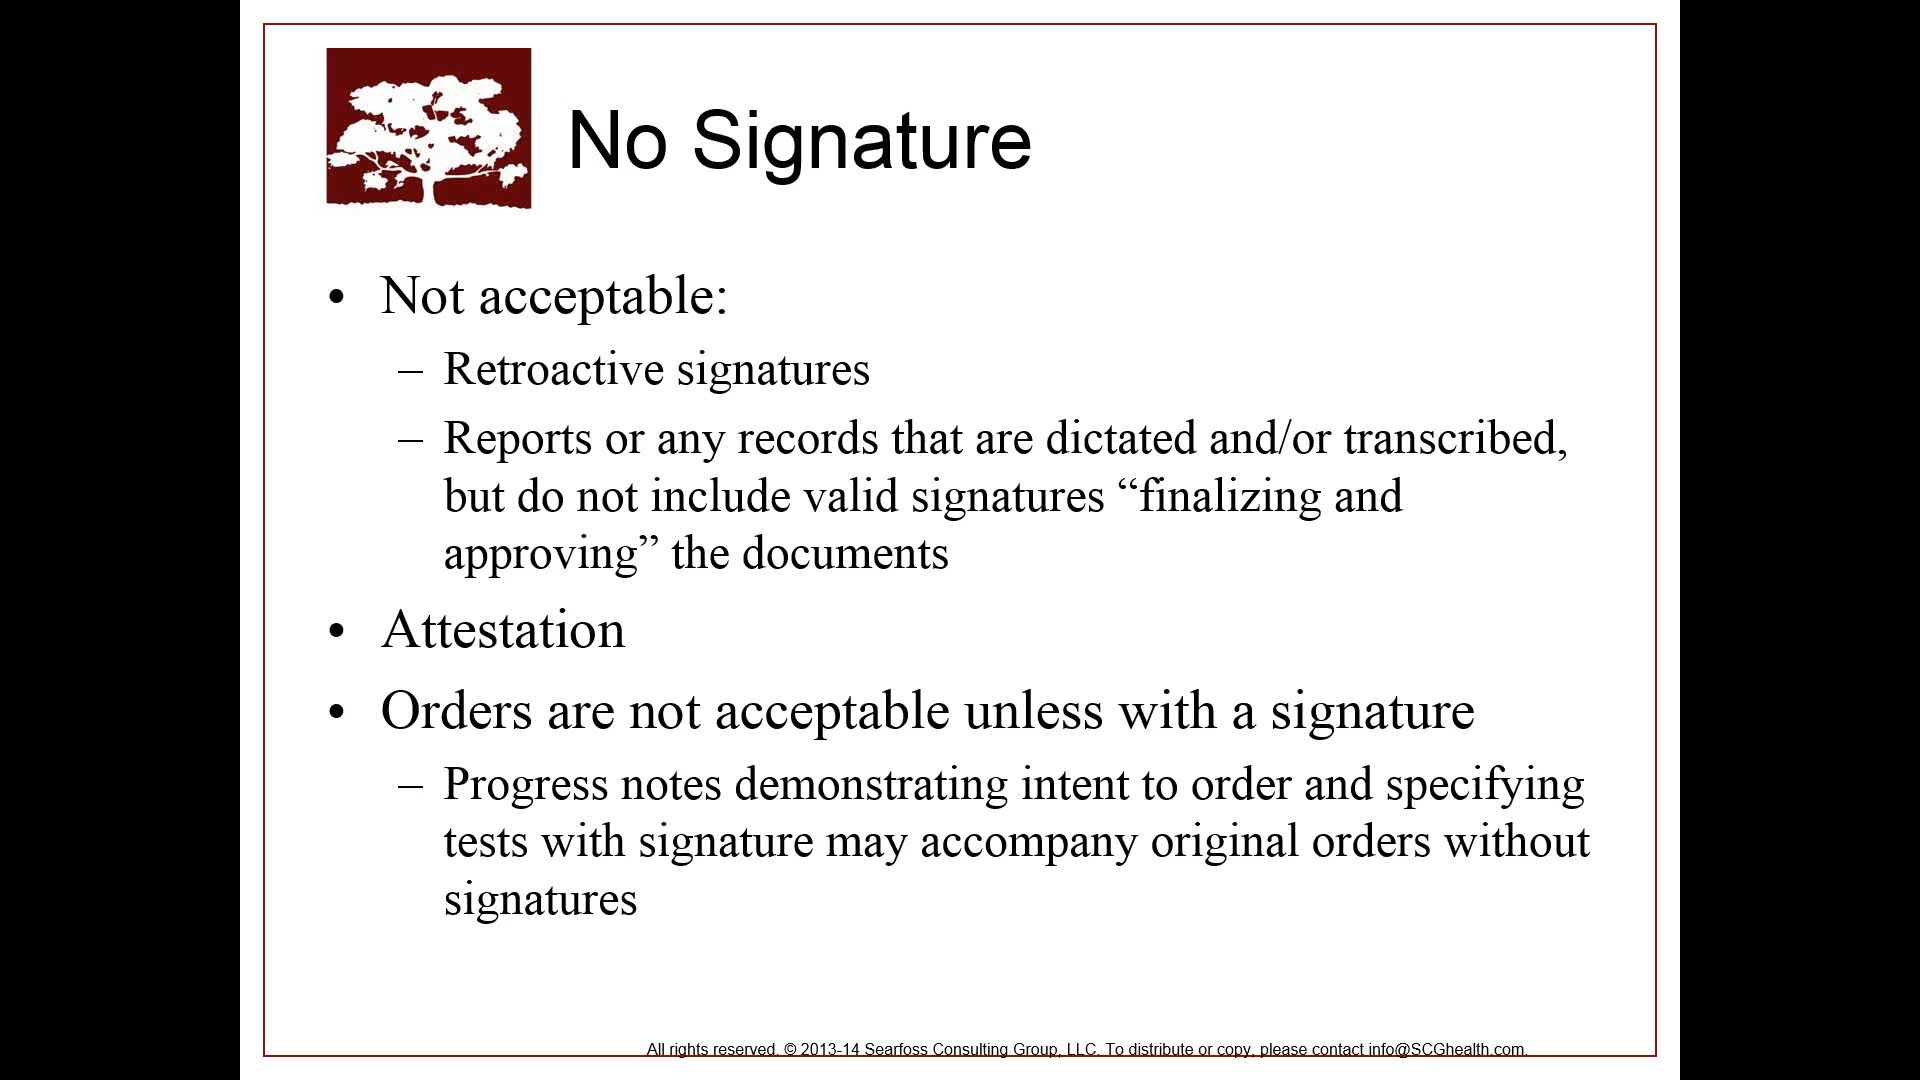 No Signature
• Not acceptable:
– Retroactive signatures
– Reports or any records that are dictated and/or transcribed,
but do not include valid signatures “finalizing and
approving” the documents
• Attestation
• Orders are not acceptable unless with a signature
– Progress notes demonstrating intent to order and specifying
tests with signature may accompany original orders without
signatures
All rights reserved. © 2013-14 Searfoss Consulting Group, LLC. To distribute or copy, please contact info@SCGhealth.com.